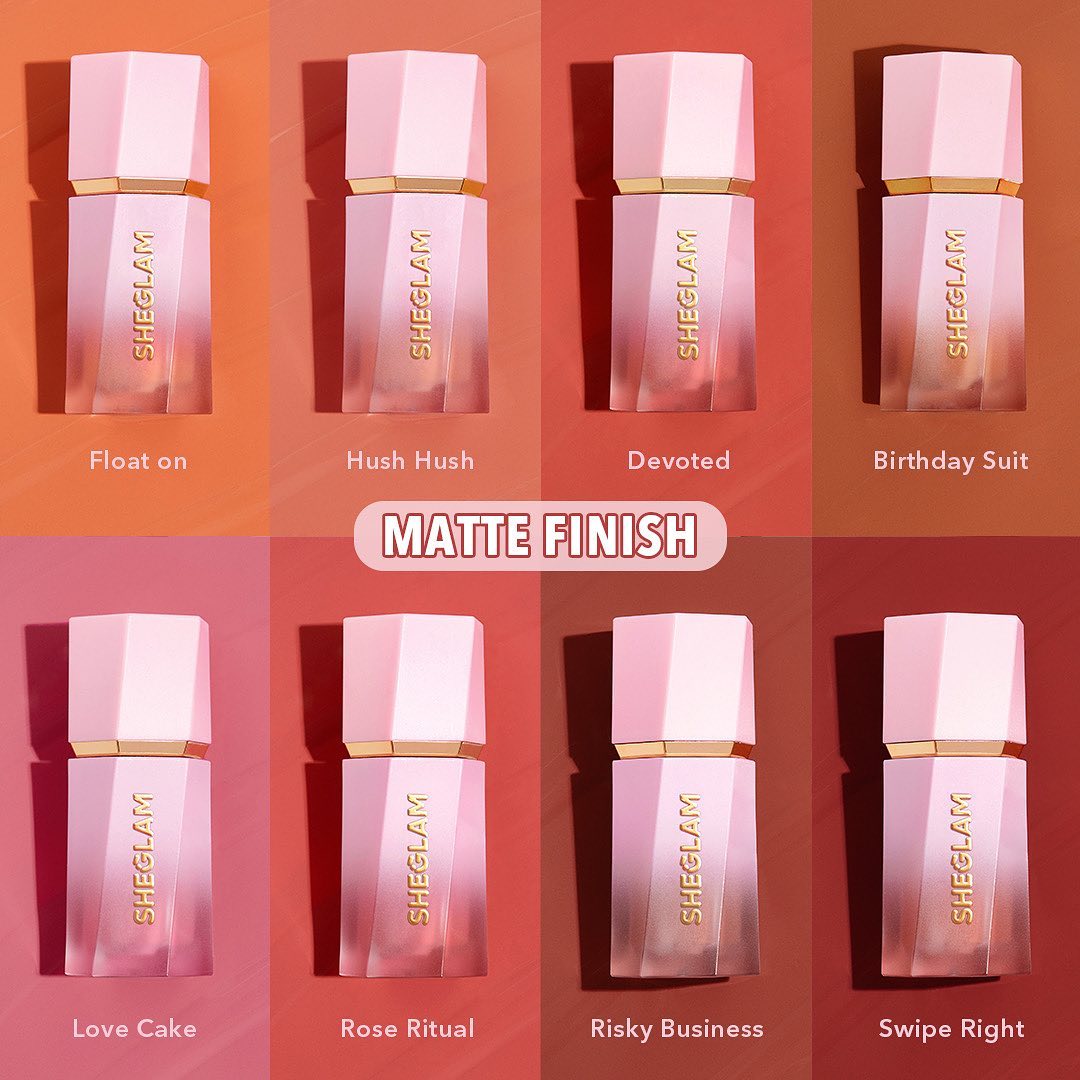 SHEGLAM
SHEGLAM
SHEGLAM
SHEGLAM
Float on
Hush Hush
Devoted
Birthday Suit
MATTE FINISH
SHEGLAM
SHEGLAM
SHEGLAM
SHEGLAM
Love Cake
Rose Ritual
Risky Business
Swipe Right